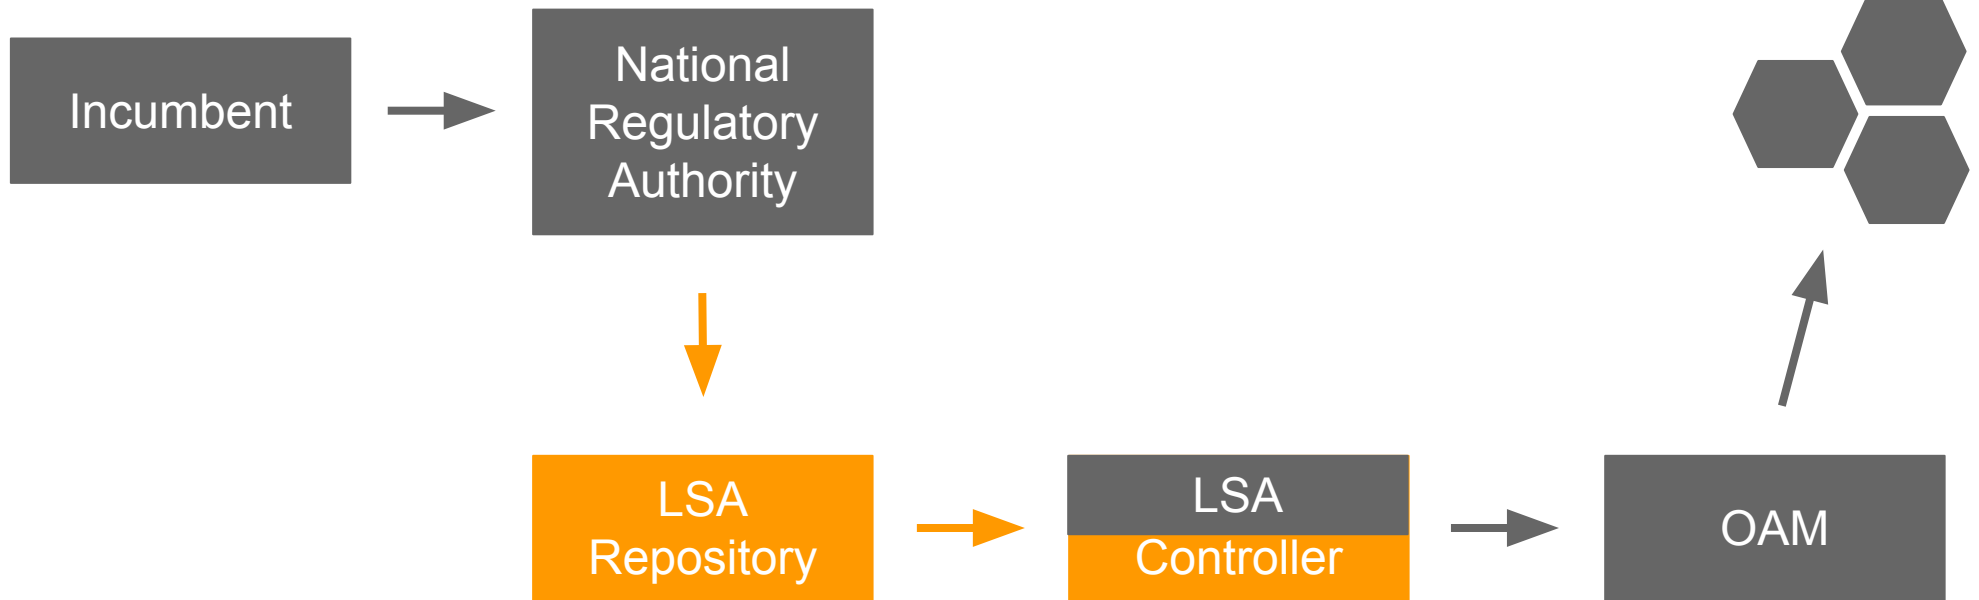 Incumbent
National
Regulatory
Authority
LSA
Repository
LSA
Controller
OAM